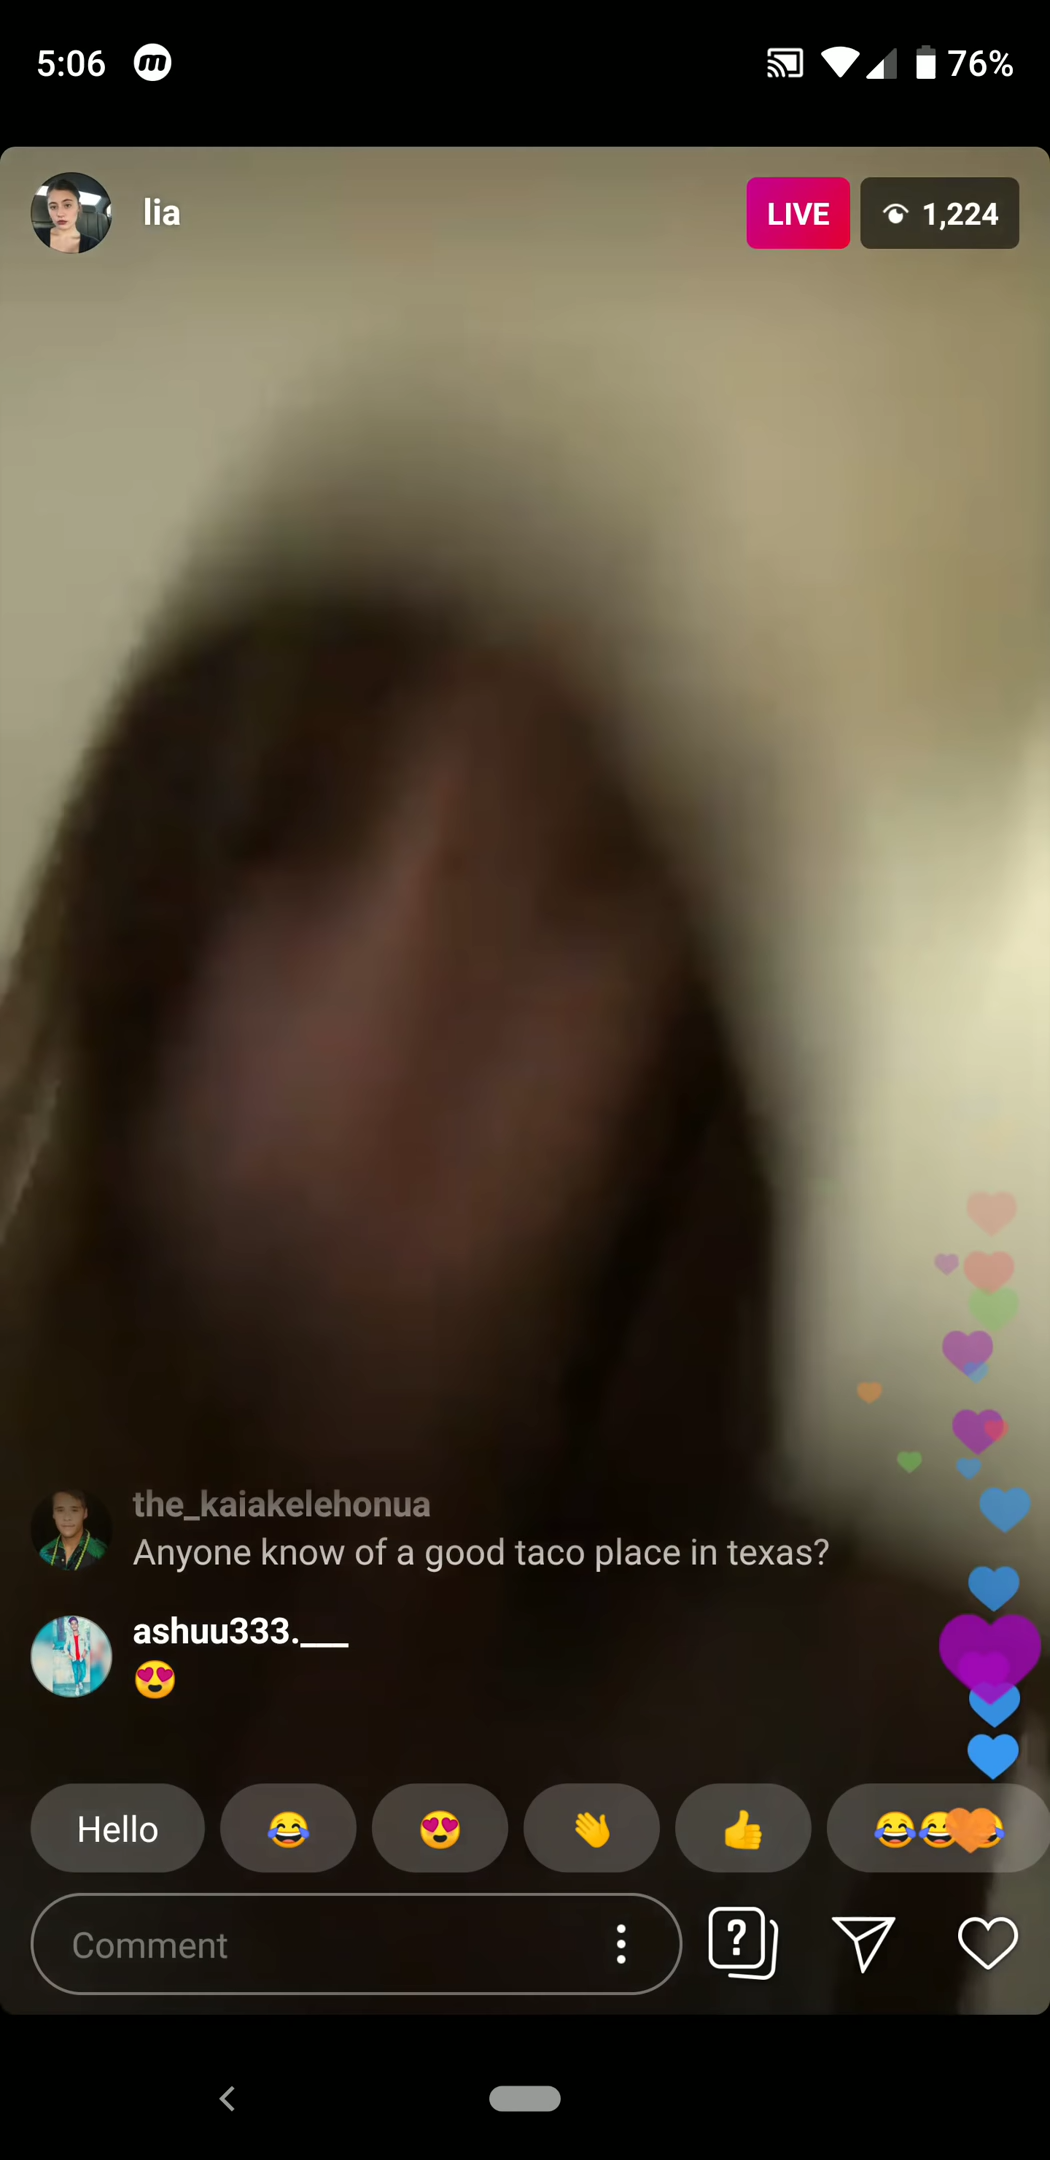 5:06
76%
lia
LIVE
1,224
the_kaiakelehonua
Anyone know of a good taco place in texas?
ashuu333.___
😍
Hello
😂
😍
👋
👍
Comment
?